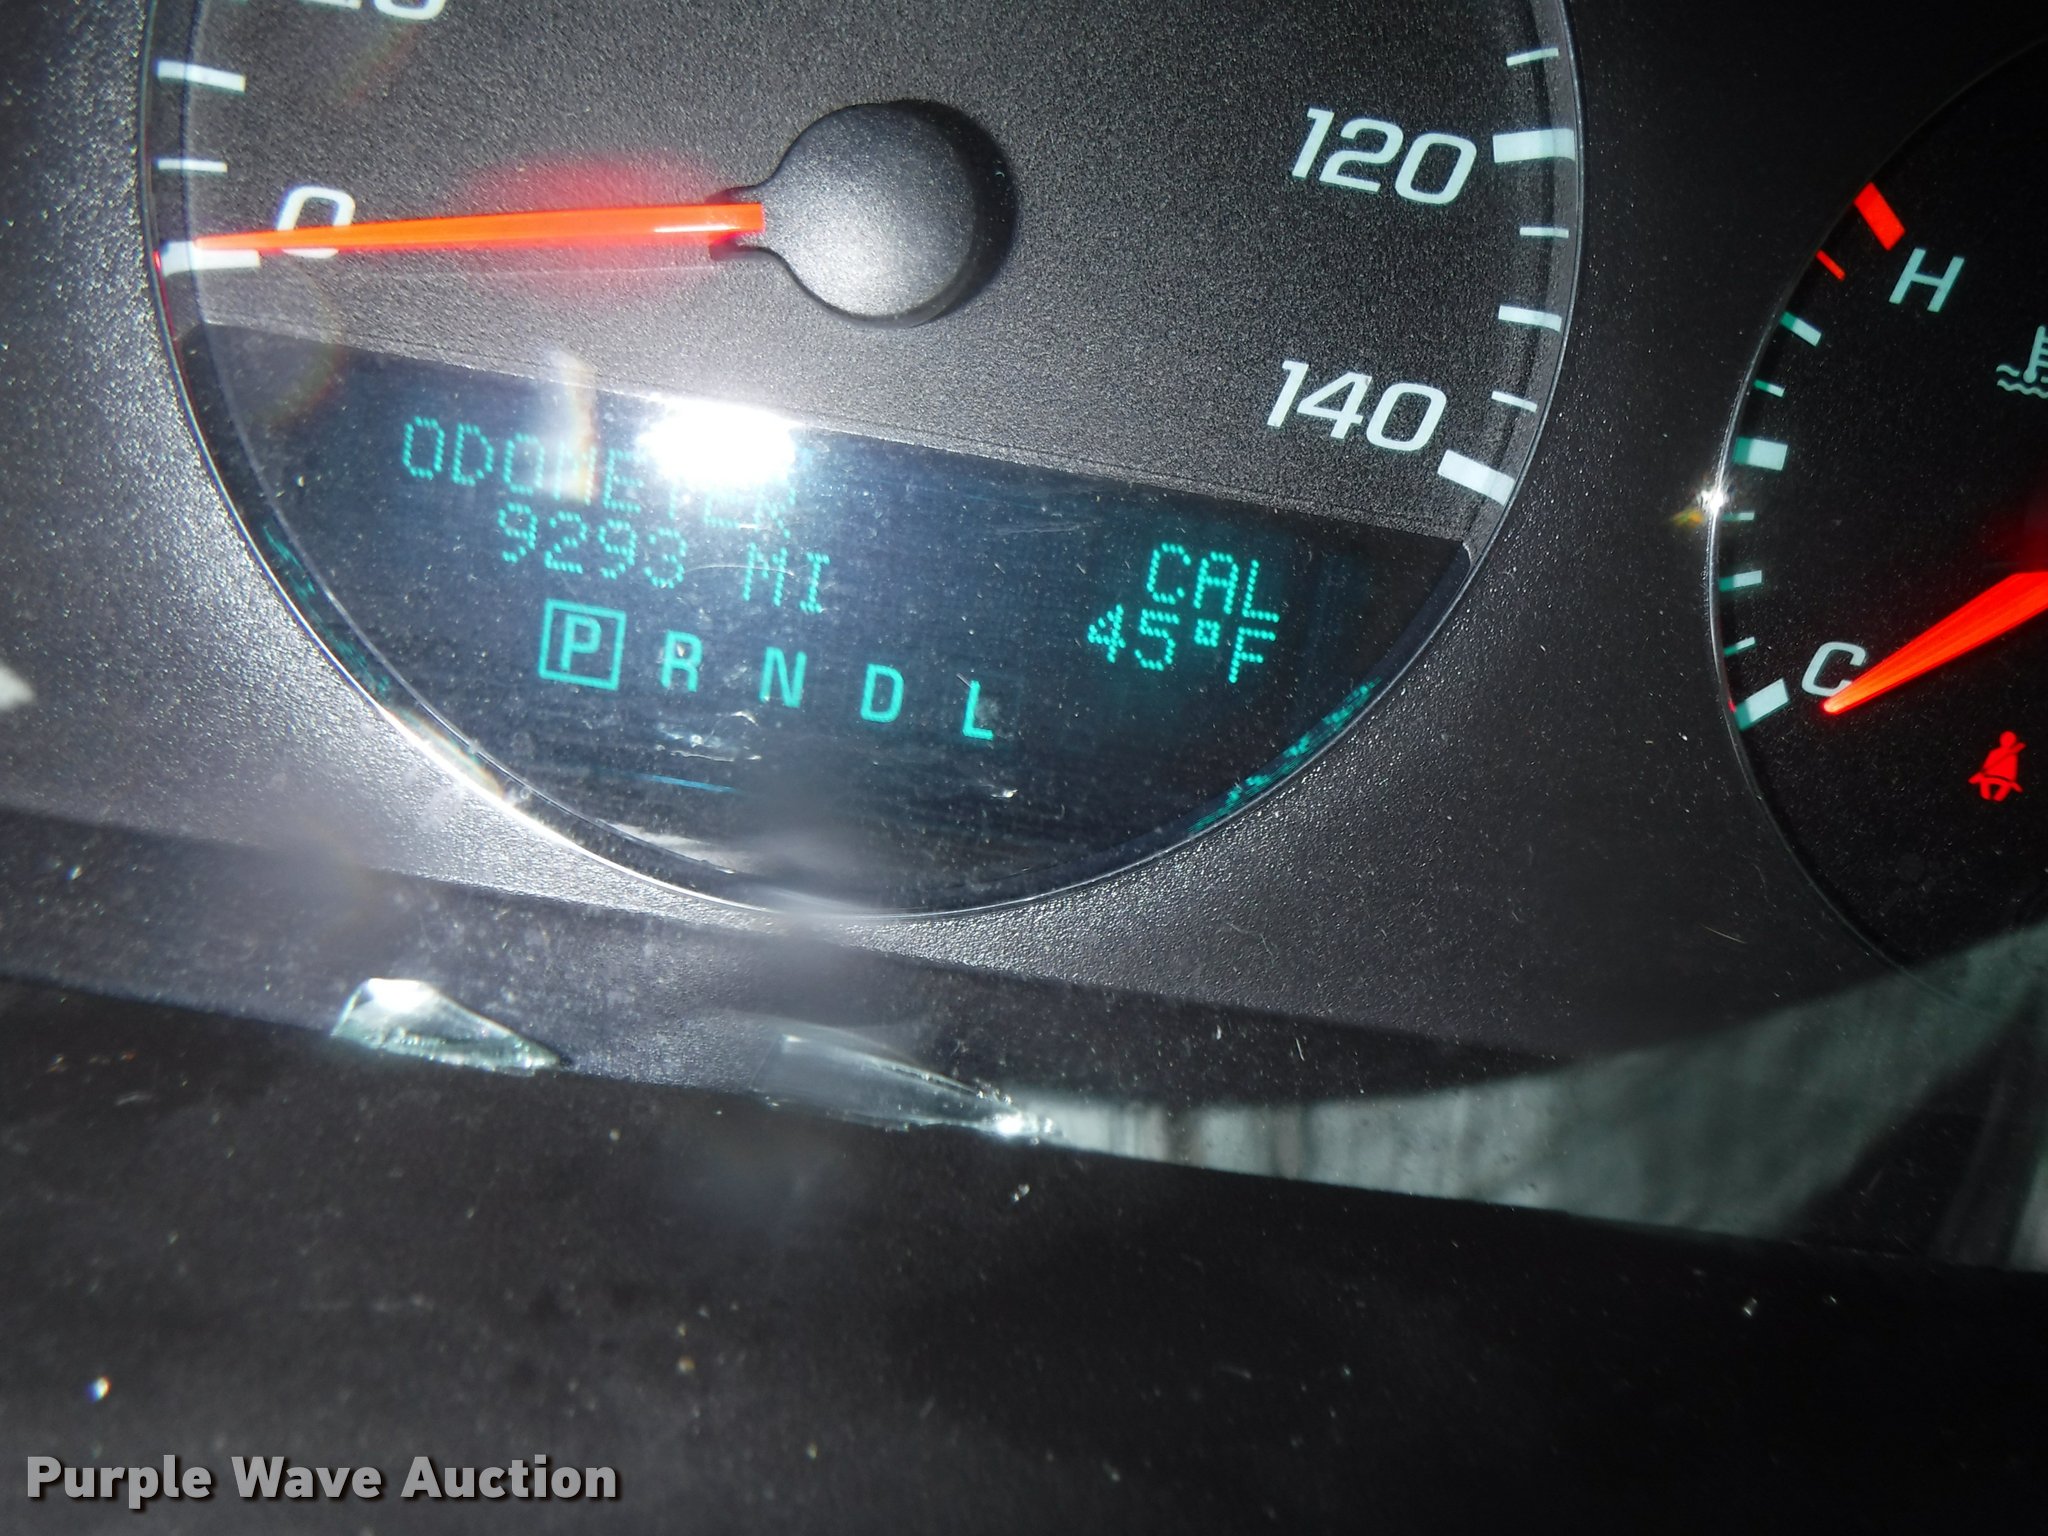 0
120
140
H
ODOMETER
9293 MI
CAL
45°F
P R N D L
C
Purple Wave Auction